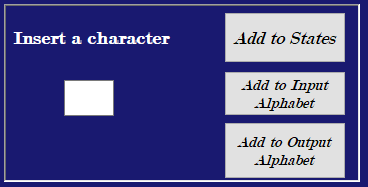 Insert a character
Add to States
Add to Input
Alphabet
Add to Output
Alphabet